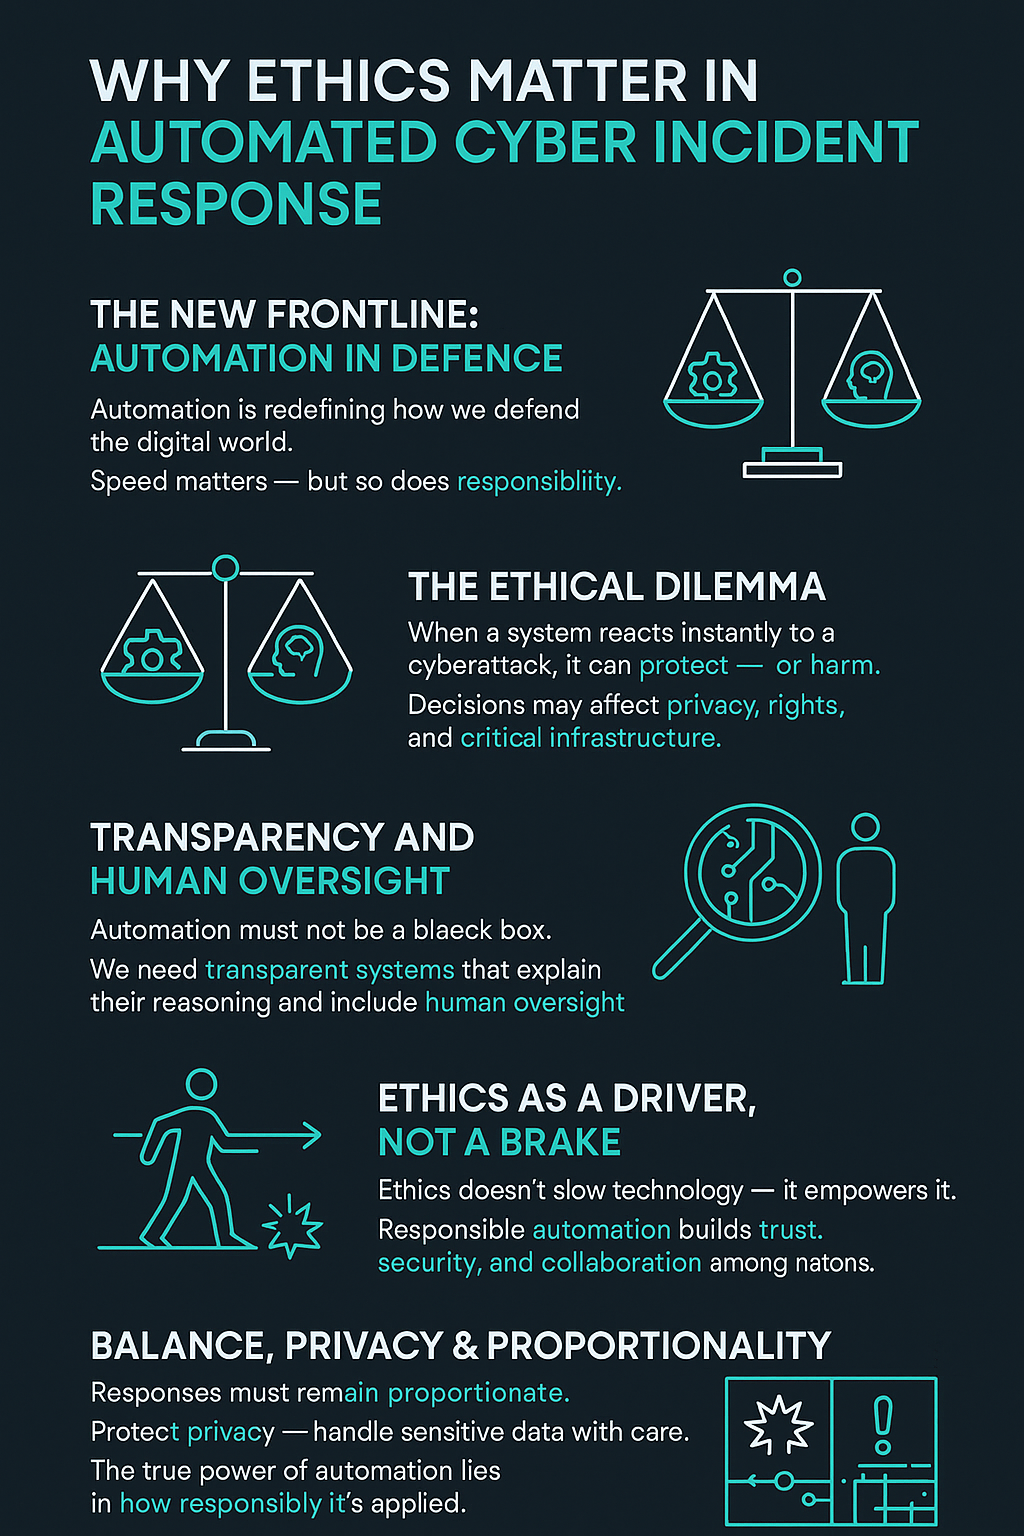 WHY ETHICS MATTER IN
AUTOMATED CYBER INCIDENT
RESPONSE
THE NEW FRONTLINE:
AUTOMATION IN DEFENCE
Automation is redefining how we defend
the digital world.
Speed matters — but so does responsibliity.
THE ETHICAL DILEMMA
When a system reacts instantly to a
cyberattack, it can protect — or harm.
Decisions may affect privacy, rights,
and critical infrastructure.
TRANSPARENCY AND
HUMAN OVERSIGHT
Automation must not be a blaeck box.
We need transparent systems that explain
their reasoning and include human oversight
ETHICS AS A DRIVER,
NOT A BRAKE
Ethics doesn't slow technology — it empowers it.
Responsible automation builds trust.
security, and collaboration among natons.
BALANCE, PRIVACY & PROPORTIONALITY
Responses must remain proportionate.
Protect privacy — handle sensitive data with care.
The true power of automation lies
in how responsibly it's applied.